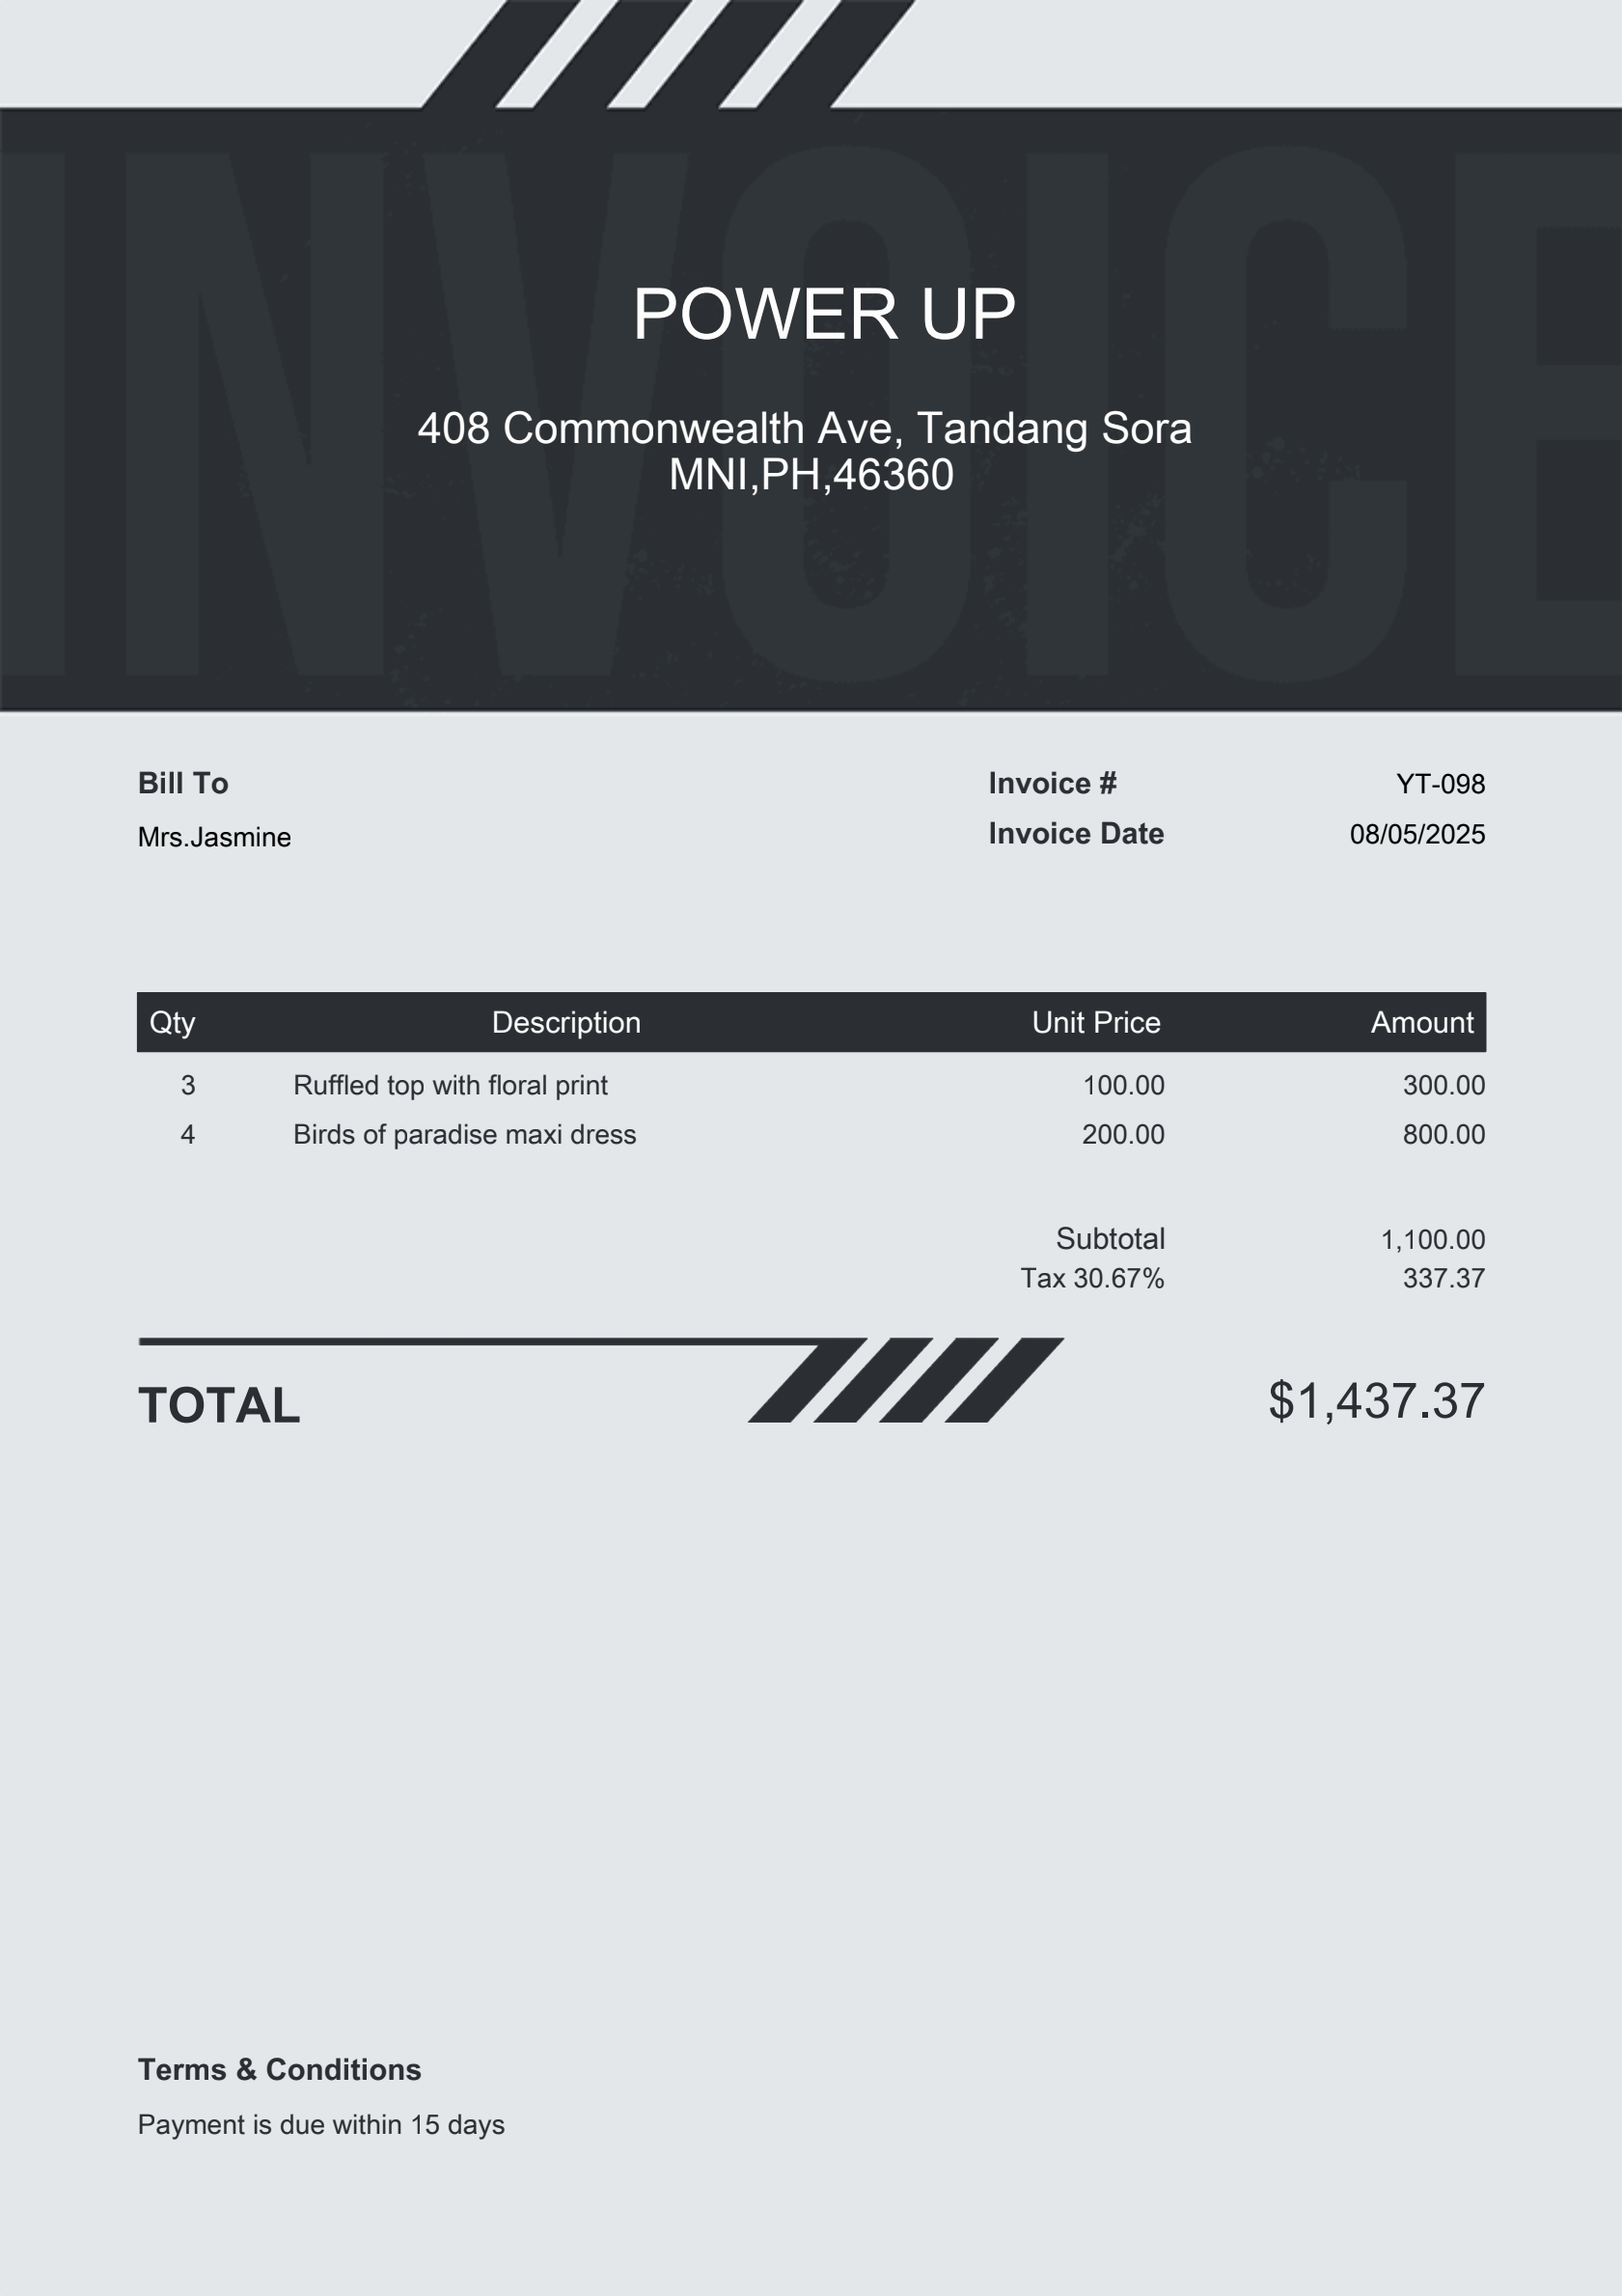 INVOICE
POWER UP
408 Commonwealth Ave, Tandang Sora
MNI,PH,46360
Bill To
Mrs.Jasmine
Invoice # YT-098
Invoice Date 08/05/2025
Qty Description Unit Price Amount
3 Ruffled top with floral print 100.00 300.00
4 Birds of paradise maxi dress 200.00 800.00
Subtotal 1,100.00
Tax 30.67% 337.37
TOTAL $1,437.37
Terms & Conditions
Payment is due within 15 days